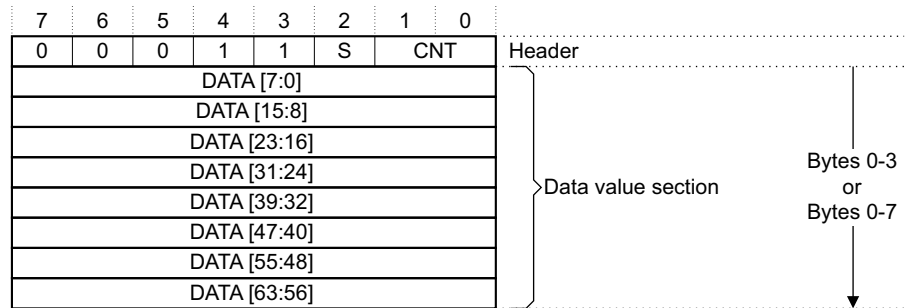 7 6 5 4 3 2 1 0
0 0 0 1 1 S CNT Header
DATA [7:0]
DATA [15:8]
DATA [23:16]
DATA [31:24]
DATA [39:32]
DATA [47:40]
DATA [55:48]
DATA [63:56]
Data value section
Bytes 0-3
or
Bytes 0-7